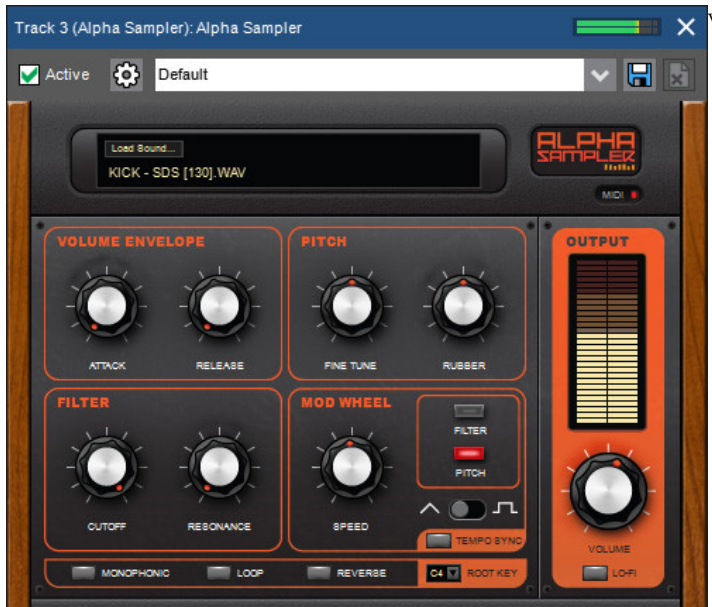 Track 3 (Alpha Sampler): Alpha Sampler
Active
Default
Load Sound...
KICK - SDS [130].WAV
ALPHA
SAMPLER
MIDI
VOLUME ENVELOPE
PITCH
OUTPUT
ATTACK
RELEASE
FINE TUNE
RUBBER
FILTER
MOD WHEEL
FILTER
PITCH
CUTOFF
RESONANCE
SPEED
TEMPO SYNC
VOLUME
MONOPHONIC
LOOP
REVERSE
C4
ROOT KEY
LO-FI